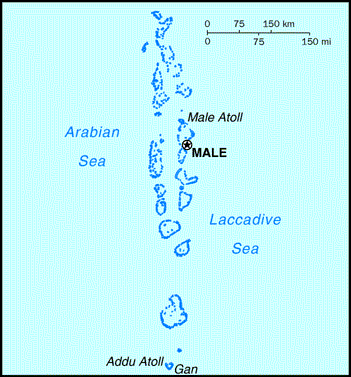 0 75 150 km
0 75 150 mi
Male Atoll
Arabian
Sea
MALE
Laccadive
Sea
Addu Atoll
Gan